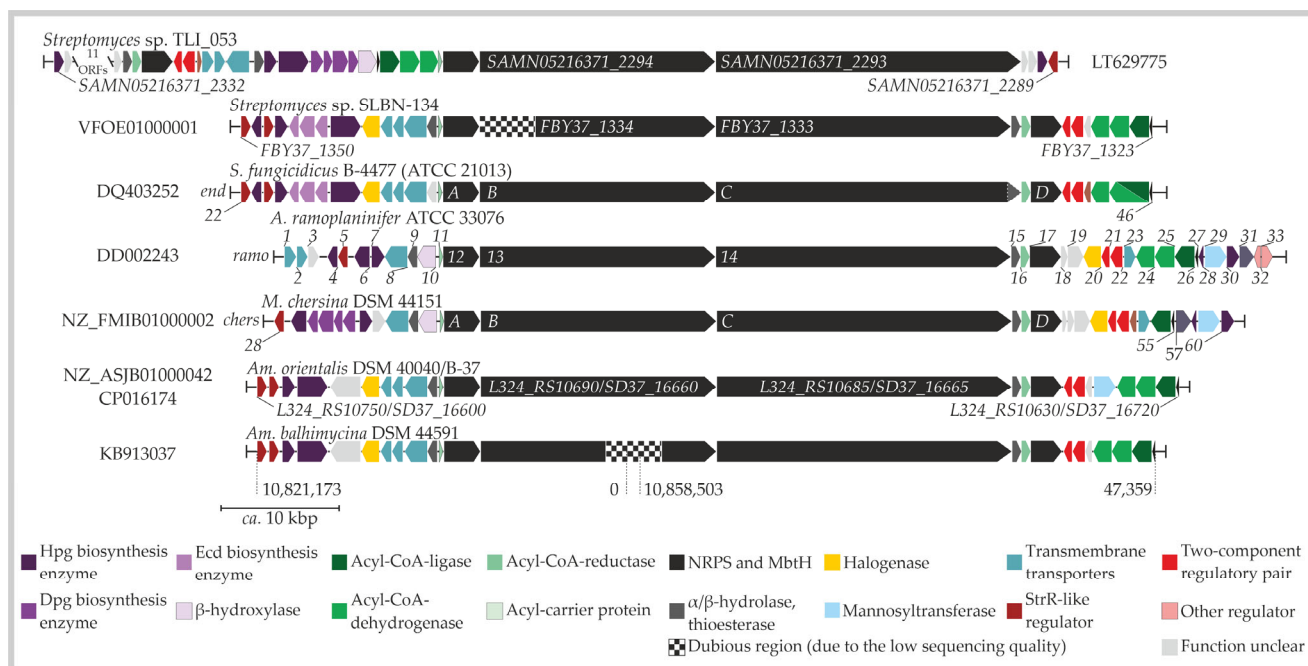 Streptomyces sp. TLI_053
11
ORFs
SAMN05216371_2294
SAMN05216371_2293
LT629775
SAMN05216371_2332
SAMN05216371_2289
Streptomyces sp. SLBN-134
VFOE01000001
FBY37_1334
FBY37_1333
FBY37_1350
FBY37_1323
S. fungicidicus B-4477 (ATCC 21013)
DQ403252
end
A
B
C
D
22
46
A. ramoplaninifer ATCC 33076
1 3 5 7 9 11
15 17 19 21 23 25 27 29 31 33
DD002243
ramo
12
13
14
2 4 6 8 10
16 18 20 22 24 26 28 30 32
M. chersina DSM 44151
NZ_FMIB01000002
chers
A
B
C
D
28
55
57
60
Am. orientalis DSM 40040/B-37
NZ_ASJB01000042
CP016174
L324_RS10690/SD37_16660
L324_RS10685/SD37_16665
L324_RS10750/SD37_16600
L324_RS10630/SD37_16720
Am. balhimycina DSM 44591
KB913037
10,821,173
0
10,858,503
47,359
ca. 10 kbp
Hpg biosynthesis
enzyme
Ecd biosynthesis
enzyme
Acyl-CoA-ligase
Acyl-CoA-reductase
NRPS and MbtH
Halogenase
Transmembrane
transporters
Two-component
regulatory pair
Dpg biosynthesis
enzyme
β-hydroxylase
Acyl-CoA-
dehydrogenase
Acyl-carrier protein
α/β-hydrolase,
thioesterase
Mannosyltransferase
StrR-like
regulator
Other regulator
Dubious region (due to the low sequencing quality)
Function unclear